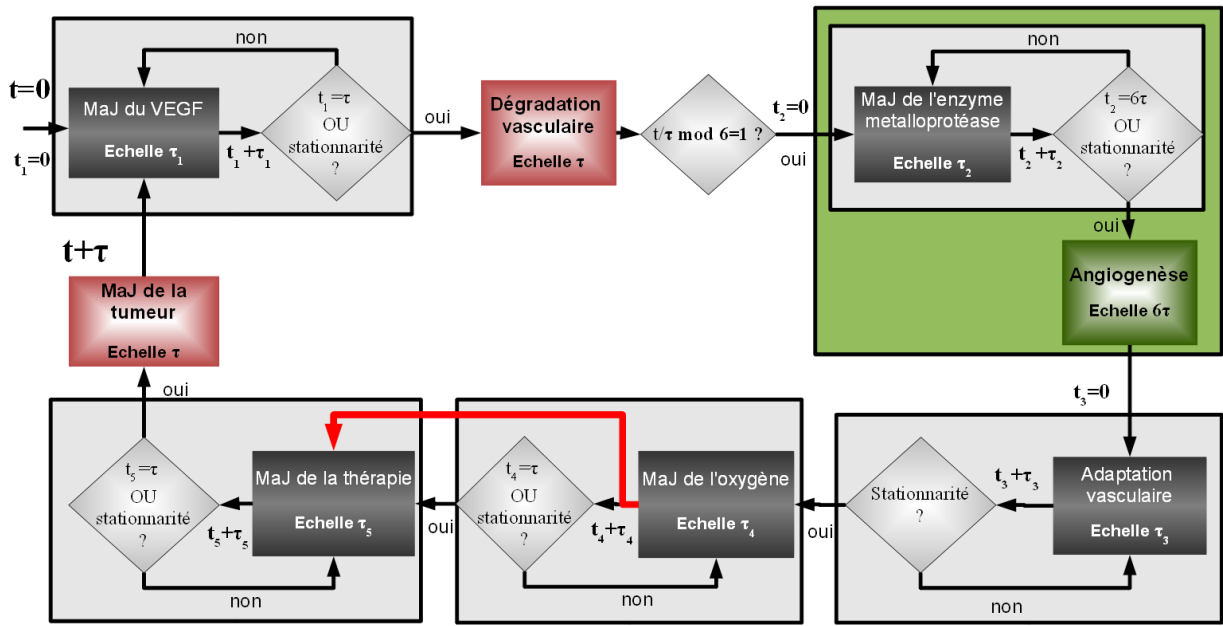 t=0
t₁=0
non
MaJ du VEGF
Echelle τ₁
t₁+τ₁
t₁=τ
OU
stationnarité
?
oui
Dégradation
vasculaire
Echelle τ
t/τ mod 6=1 ?
t₂=0
oui
non
MaJ de l'enzyme
metalloprotéase
Echelle τ₂
t₂+τ₂
t₂=6τ
OU
stationnarité
?
oui
Angiogenèse
Echelle 6τ
t₃=0
Adaptation
vasculaire
Echelle τ₃
t₃+τ₃
Stationnarité
?
non
oui
MaJ de l'oxygène
Echelle τ₄
t₄+τ₄
t₄=τ
OU
stationnarité
?
non
oui
MaJ de la thérapie
Echelle τ₅
t₅+τ₅
t₅=τ
OU
stationnarité
?
non
oui
MaJ de la
tumeur
Echelle τ
t+τ